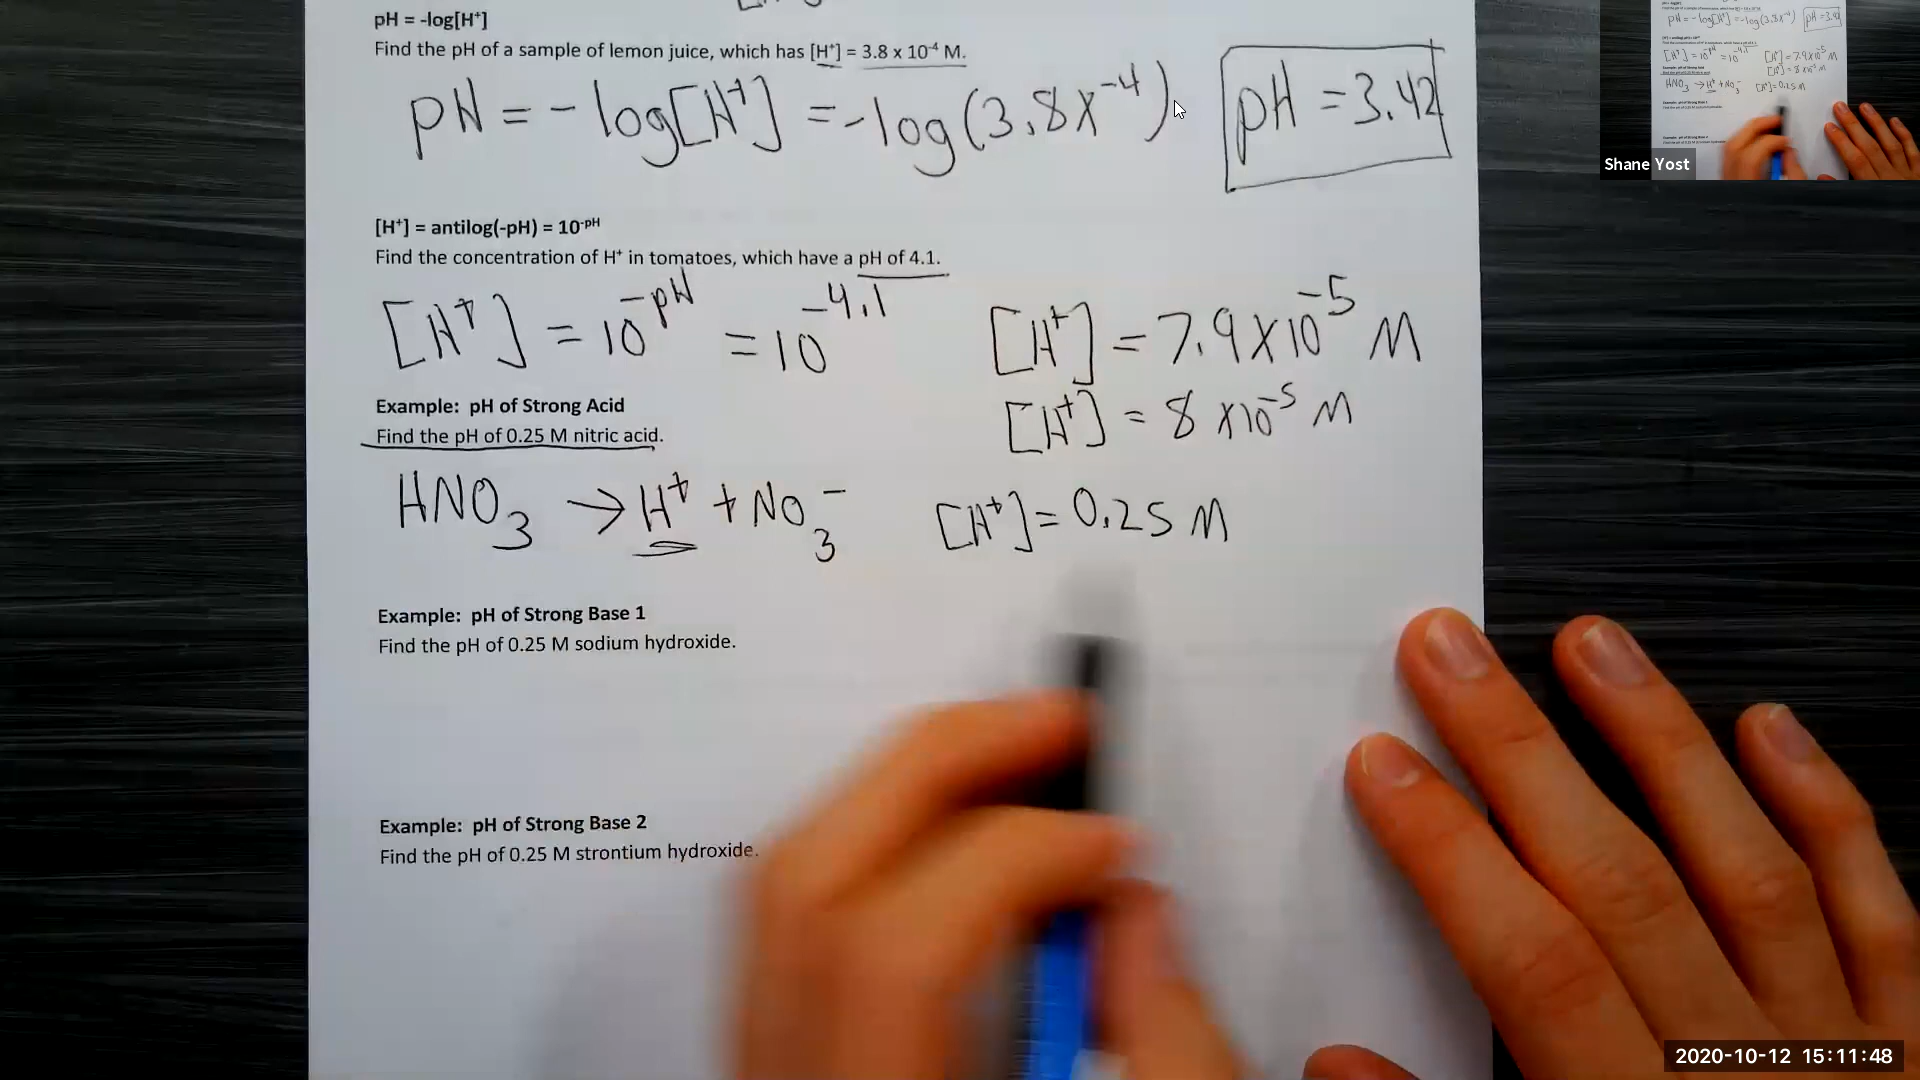 pH = -log[H⁺]
Find the pH of a sample of lemon juice, which has [H⁺] = 3.8 x 10⁻⁴ M.
pH = -log[H⁺] = -log(3.8x⁻⁴) pH = 3.42
[H⁺] = antilog(-pH) = 10⁻ᵖᴴ
Find the concentration of H⁺ in tomatoes, which have a pH of 4.1.
[H⁺] = 10⁻ᵖᴴ = 10⁻⁴·¹ [H⁺] = 7.9x10⁻⁵ M
[H⁺] = 8 x10⁻⁵ M
Example: pH of Strong Acid
Find the pH of 0.25 M nitric acid.
HNO₃ → H⁺ + NO₃⁻ [H⁺] = 0.25 M
Example: pH of Strong Base 1
Find the pH of 0.25 M sodium hydroxide.
Example: pH of Strong Base 2
Find the pH of 0.25 M strontium hydroxide.
Shane Yost
2020-10-12 15:11:48